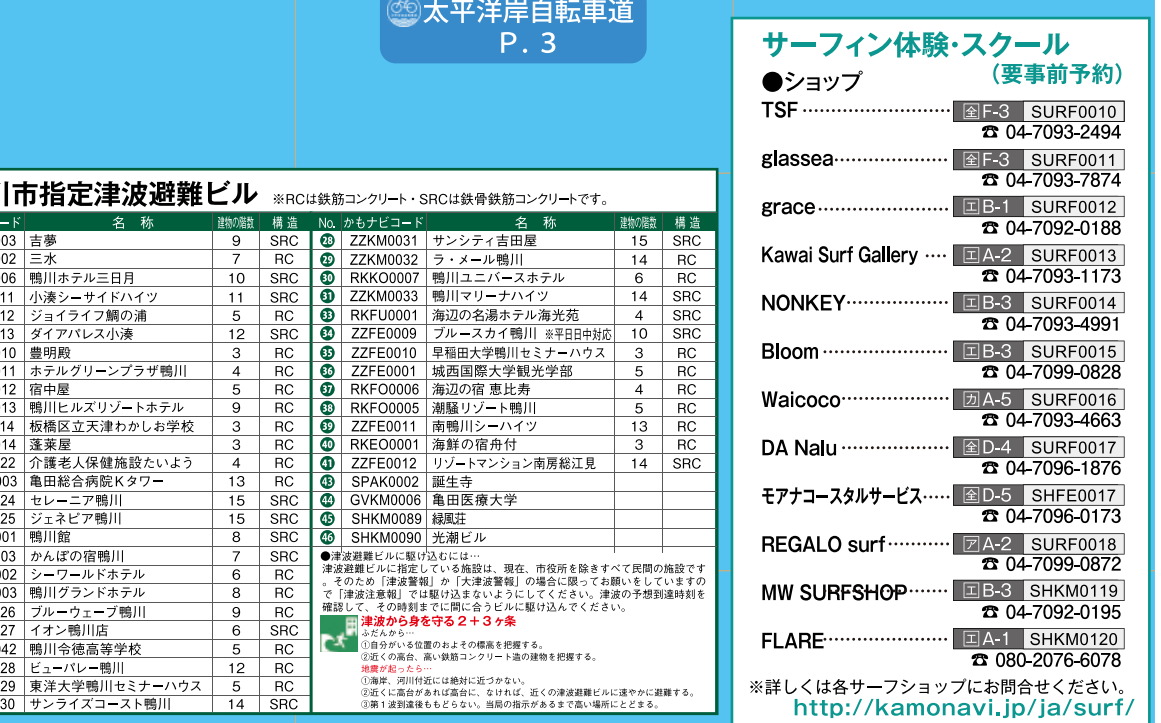 太平洋岸自転車道
P. 3
川市指定津波避難ビル ※RCは鉄筋コンクリート・SRCは鉄骨鉄筋コンクリートです。
ード 名 称 建物の階数 構 造
03 吉夢 9 SRC
02 三水 7 RC
06 鴨川ホテル三日月 10 SRC
11 小湊シーサイドハイツ 11 SRC
12 ジョイライフ鯛の浦 5 RC
13 ダイアパレス小湊 12 SRC
10 豊明殿 3 RC
011 ホテルグリーンプラザ鴨川 4 RC
012 宿中屋 5 RC
013 鴨川ヒルズリゾートホテル 9 RC
14 板橋区立天津わかしお学校 3 RC
014 蓬莱屋 3 RC
22 介護老人保健施設たいよう 4 RC
003 亀田総合病院Kタワー 13 RC
24 セレーニア鴨川 15 SRC
25 ジェネピア鴨川 15 SRC
001 鴨川館 8 SRC
03 かんぽの宿鴨川 7 SRC
002 シーワールドホテル 6 RC
003 鴨川グランドホテル 8 RC
26 ブルーウェーブ鴨川 9 RC
27 イオン鴨川店 6 SRC
042 鴨川令徳高等学校 5 RC
28 ビューバレー鴨川 12 RC
29 東洋大学鴨川セミナーハウス 5 RC
30 サンライズコースト鴨川 14 SRC
No. かもナビコード 名 称 建物の階数 構 造
28 ZZKM0031 サンシティ吉田屋 15 SRC
29 ZZKM0032 ラ・メール鴨川 14 RC
30 RKKO0007 鴨川ユニバースホテル 6 RC
31 ZZKM0033 鴨川マリーナハイツ 14 SRC
33 RKFU0001 海辺の名湯ホテル海光苑 4 SRC
34 ZZFE0009 ブルースカイ鴨川 ※平日日中対応 10 SRC
35 ZZFE0010 早稲田大学鴨川セミナーハウス 3 RC
36 ZZFE0001 城西国際大学観光学部 5 RC
37 RKFO0006 海辺の宿 恵比寿 4 RC
38 RKFO0005 潮騒リゾート鴨川 5 RC
39 ZZFE0011 南鴨川シーハイツ 13 RC
40 RKEO0001 海鮮の宿舟付 3 RC
41 ZZFE0012 リゾートマンション南房総江見 14 SRC
43 SPAK0002 誕生寺
44 GVKM0006 亀田医療大学
45 SHKM0089 緑風荘
46 SHKM0090 光潮ビル
●津波避難ビルに駆け込むには…
津波避難ビルに指定している施設は、現在、市役所を除きすべて民間の施設です
。そのため「津波警報」か「大津波警報」の場合に限ってお願いをしていますの
で「津波注意報」では駆け込まないようにしてください。津波の予想到達時刻を
確認して、その時刻までに間に合うビルに駆け込んでください。
津波から身を守る2+3ヶ条
ふだんから…
①自分がいる位置のおよその標高を把握する。
②近くの高台、高い鉄筋コンクリート造の建物を把握する。
地震が起ったら…
①海岸、河川付近には絶対に近づかない。
②近くに高台があれば高台に、なければ、近くの津波避難ビルに速やかに避難する。
③第1波到達後ももどらない。当局の指示があるまで高い場所にとどまる。
サーフィン体験・スクール
(要事前予約)
●ショップ
TSF………………………… 全F-3 SURF0010
☎ 04-7093-2494
glassea………………… 全F-3 SURF0011
☎ 04-7093-7874
grace…………………… エB-1 SURF0012
☎ 04-7092-0188
Kawai Surf Gallery …‥ エA-2 SURF0013
☎ 04-7093-1173
NONKEY……………… エB-3 SURF0014
☎ 04-7093-4991
Bloom…………………… エB-3 SURF0015
☎ 04-7099-0828
Waicoco………………… カA-5 SURF0016
☎ 04-7093-4663
DA Nalu………………… 全D-4 SURF0017
☎ 04-7096-1876
モアナコースタルサービス…‥ 全D-5 SHFE0017
☎ 04-7096-0173
REGALO surf………… アA-2 SURF0018
☎ 04-7099-0872
MW SURFSHOP……‥ エB-3 SHKM0119
☎ 04-7092-0195
FLARE…………………… エA-1 SHKM0120
☎ 080-2076-6078
※詳しくは各サーフショップにお問合せください。
http://kamonavi.jp/ja/surf/